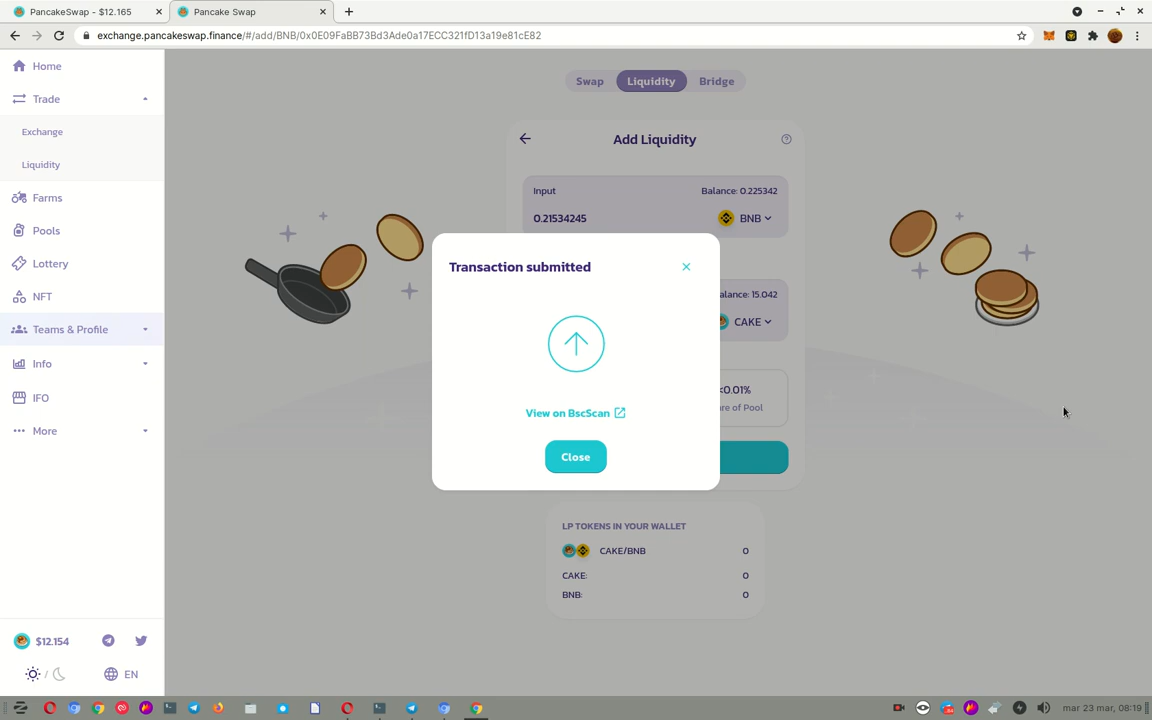 PancakeSwap - $12.165
Pancake Swap
exchange.pancakeswap.finance/#/add/BNB/0x0E09FaBB73Bd3Ade0a17ECC321fD13a19e81cE82
Home
Trade
Exchange
Liquidity
Farms
Pools
Lottery
NFT
Teams & Profile
Info
IFO
More
$12.154
/
EN
Swap
Liquidity
Bridge
Add Liquidity
Input
Balance: 0.225342
0.21534245
BNB
alance: 15.042
CAKE
<0.01%
re of Pool
Transaction submitted
View on BscScan
Close
LP TOKENS IN YOUR WALLET
CAKE/BNB 0
CAKE: 0
BNB: 0
mar 23 mar, 08:19